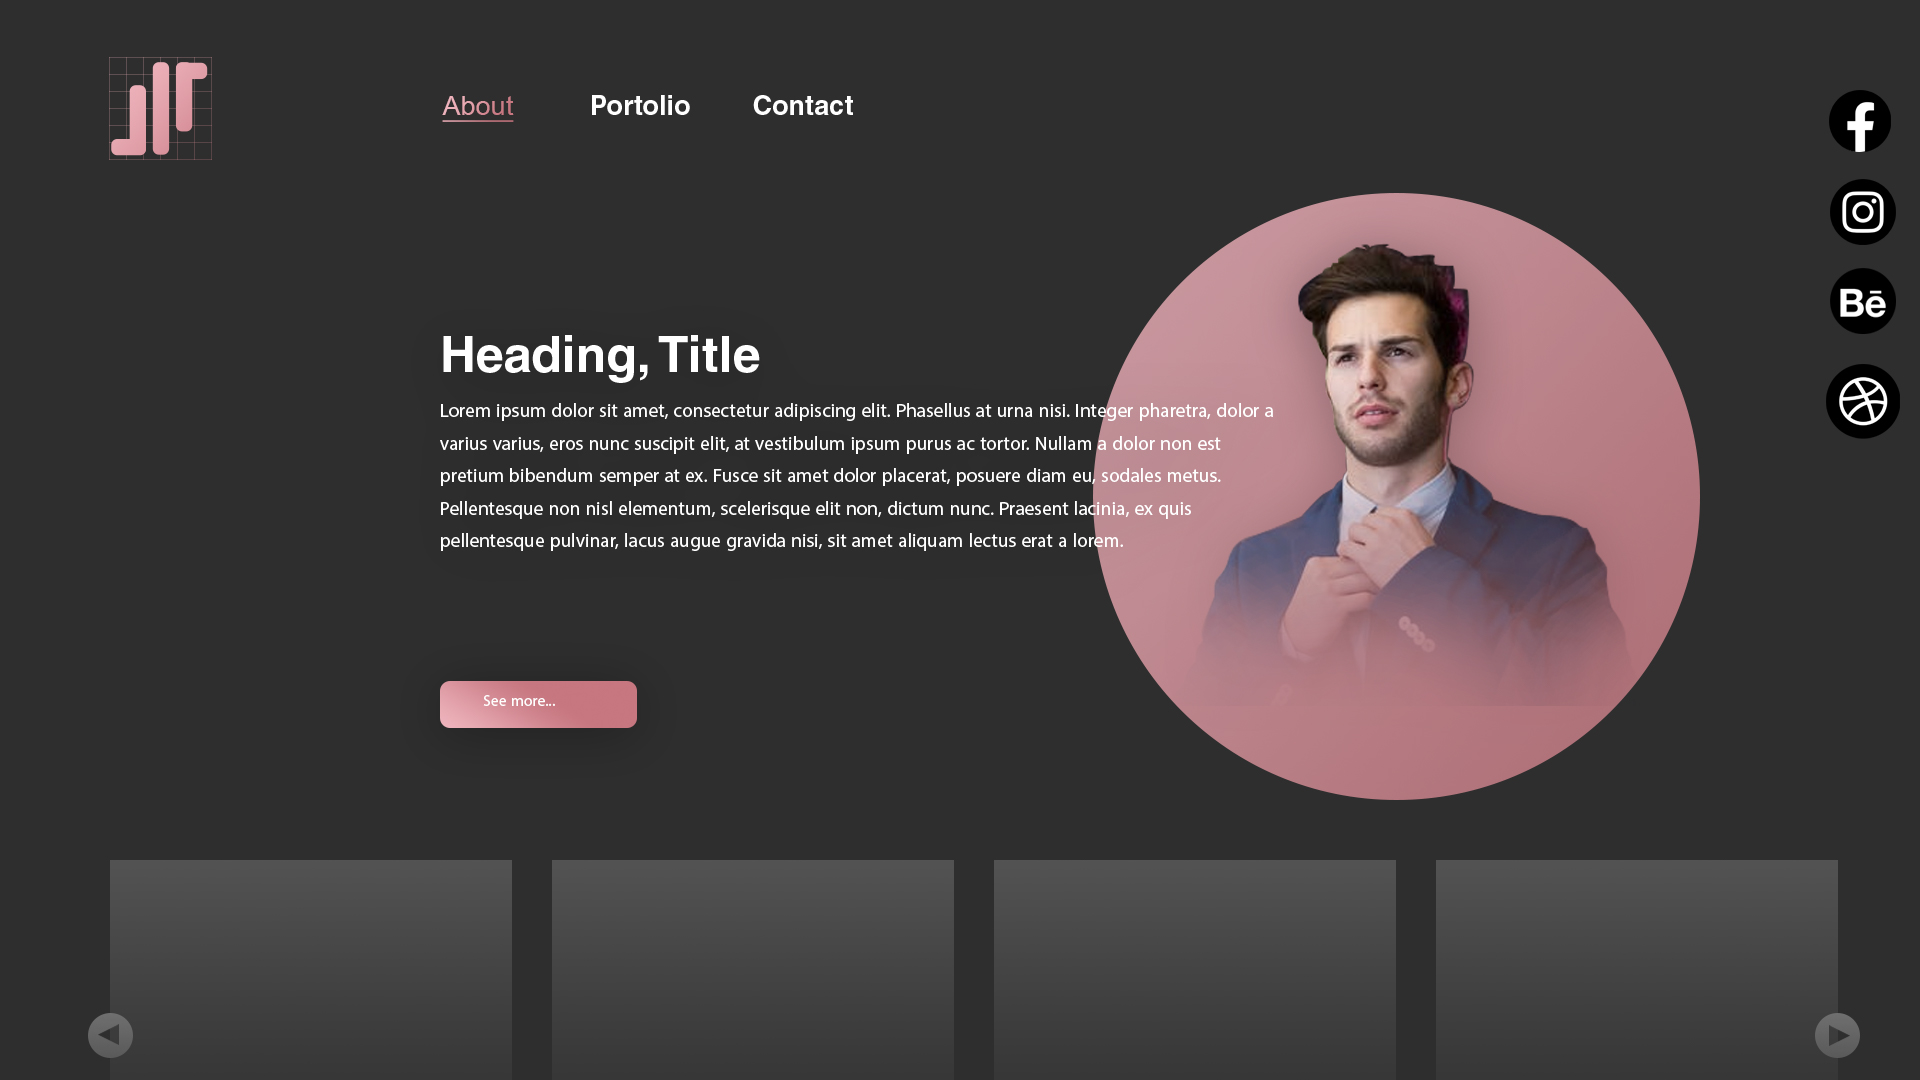 About Portolio Contact
Bē
Heading, Title
Lorem ipsum dolor sit amet, consectetur adipiscing elit. Phasellus at urna nisi. Integer pharetra, dolor a
varius varius, eros nunc suscipit elit, at vestibulum ipsum purus ac tortor. Nullam a dolor non est
pretium bibendum semper at ex. Fusce sit amet dolor placerat, posuere diam eu, sodales metus.
Pellentesque non nisl elementum, scelerisque elit non, dictum nunc. Praesent lacinia, ex quis
pellentesque pulvinar, lacus augue gravida nisi, sit amet aliquam lectus erat a lorem.
See more...